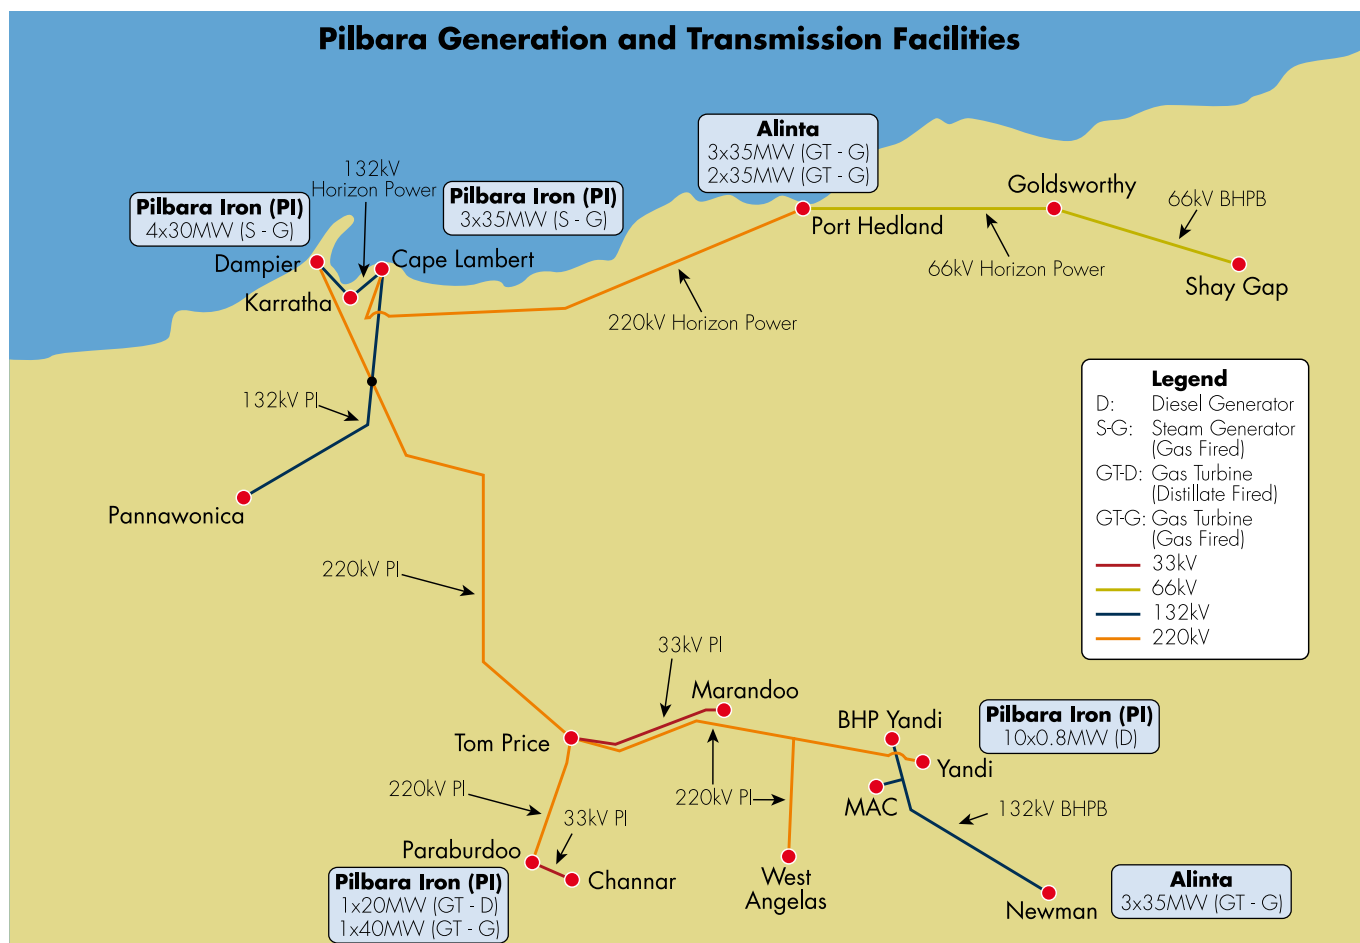 Pilbara Generation and Transmission Facilities
Alinta
3x35MW (GT - G)
2x35MW (GT - G)
132kV
Horizon Power
Pilbara Iron (PI)
4x30MW (S - G)
Pilbara Iron (PI)
3x35MW (S - G)
Goldsworthy
66kV BHPB
Port Hedland
Dampier
Cape Lambert
66kV Horizon Power
Shay Gap
Karratha
220kV Horizon Power
132kV PI
Pannawonica
Legend
D: Diesel Generator
S-G: Steam Generator
(Gas Fired)
GT-D: Gas Turbine
(Distillate Fired)
GT-G: Gas Turbine
(Gas Fired)
33kV
66kV
132kV
220kV
220kV PI
33kV PI
Marandoo
BHP Yandi
Pilbara Iron (PI)
10x0.8MW (D)
Tom Price
Yandi
220kV PI
220kV PI
MAC
132kV BHPB
33kV PI
Paraburdoo
Channar
West
Angelas
Newman
Pilbara Iron (PI)
1x20MW (GT - D)
1x40MW (GT - G)
Alinta
3x35MW (GT - G)